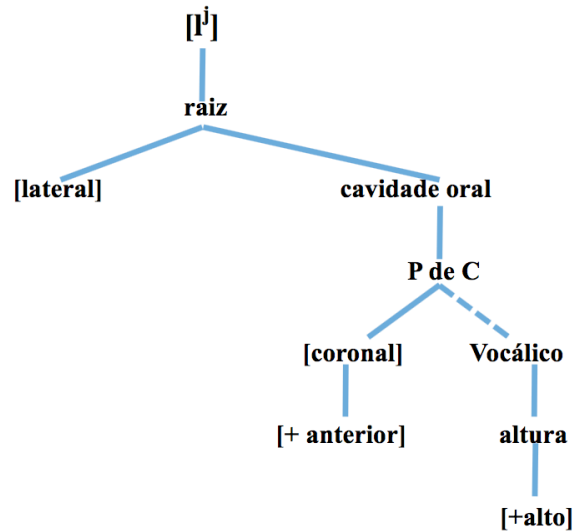 [lʲ]
raiz
[lateral] cavidade oral
P de C
[coronal] Vocálico
[+ anterior] altura
[+alto]